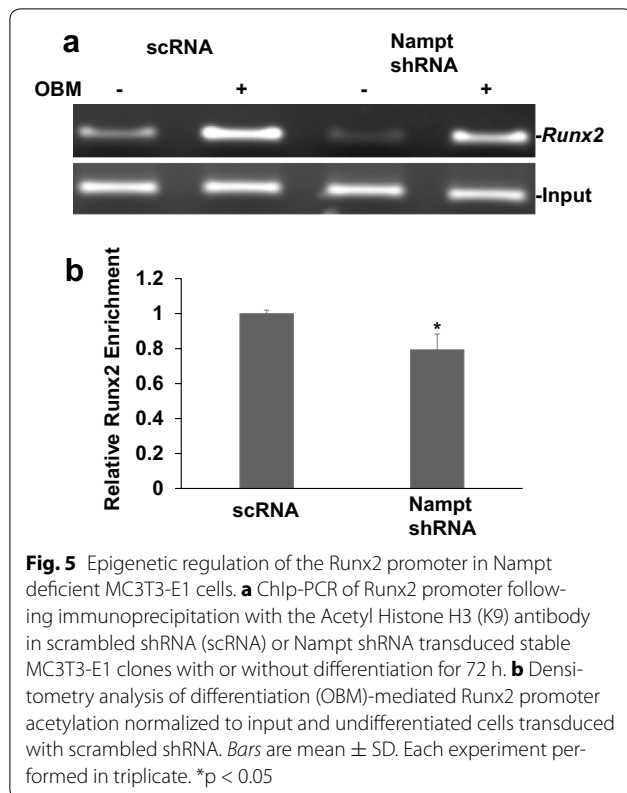 a
scRNA
Nampt
shRNA
OBM - + - +
-Runx2
-Input
b
Relative Runx2 Enrichment
1.2
1
0.8
0.6
0.4
0.2
0
*
scRNA
Nampt
shRNA
Fig. 5 Epigenetic regulation of the Runx2 promoter in Nampt
deficient MC3T3-E1 cells. a ChIp-PCR of Runx2 promoter follow-
ing immunoprecipitation with the Acetyl Histone H3 (K9) antibody
in scrambled shRNA (scRNA) or Nampt shRNA transduced stable
MC3T3-E1 clones with or without differentiation for 72 h. b Densi-
tometry analysis of differentiation (OBM)-mediated Runx2 promoter
acetylation normalized to input and undifferentiated cells transduced
with scrambled shRNA. Bars are mean ± SD. Each experiment per-
formed in triplicate. *p < 0.05